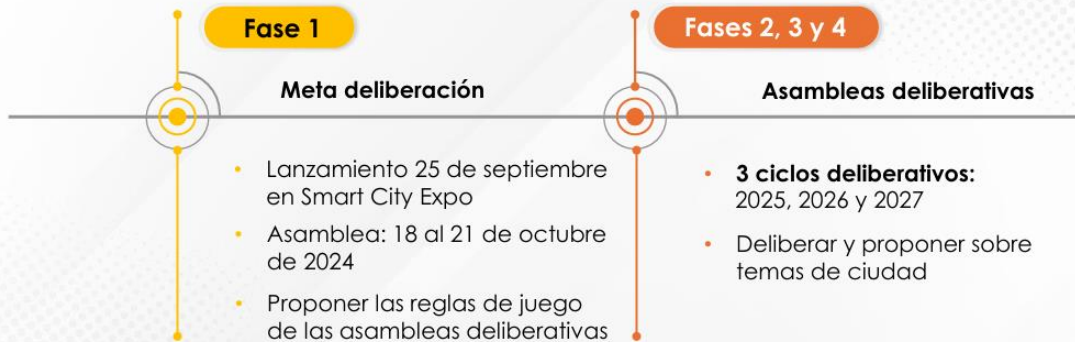 Fase 1
Meta deliberación
• Lanzamiento 25 de septiembre
en Smart City Expo
• Asamblea: 18 al 21 de octubre
de 2024
• Proponer las reglas de juego
de las asambleas deliberativas
Fases 2, 3 y 4
Asambleas deliberativas
• 3 ciclos deliberativos:
2025, 2026 y 2027
• Deliberar y proponer sobre
temas de ciudad